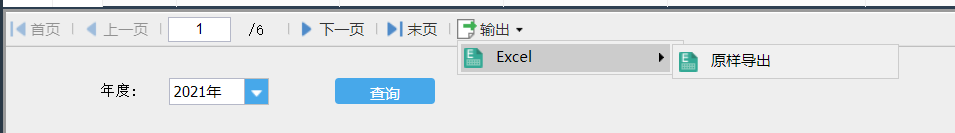 首页 上一页 1 /6 下一页 末页 输出
Excel 原样导出
年度： 2021年 查询